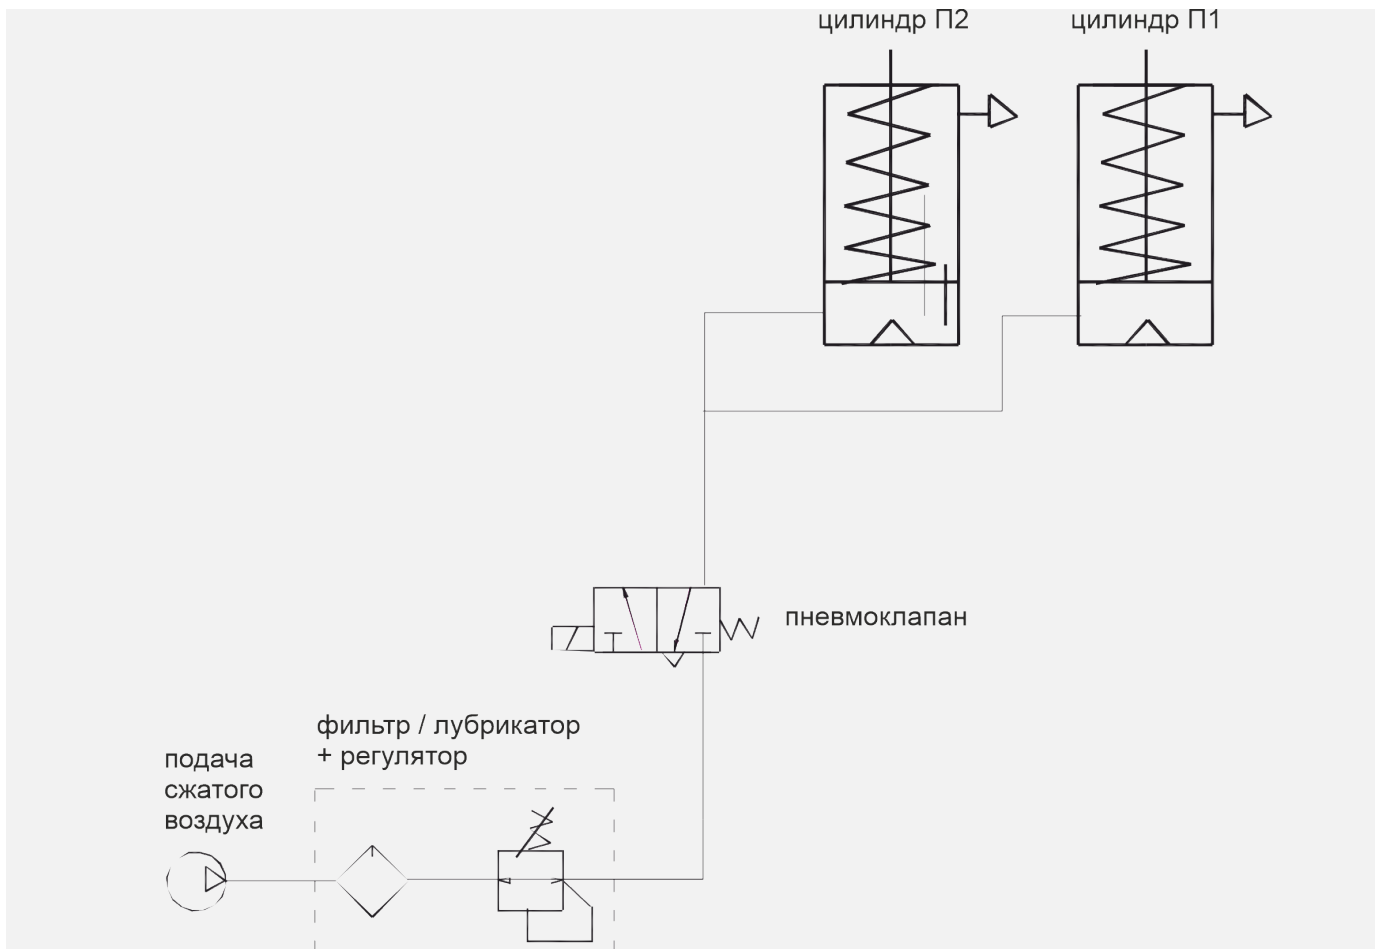 цилиндр П2
цилиндр П1
пневмоклапан
фильтр / лубрикатор
+ регулятор
подача
сжатого
воздуха